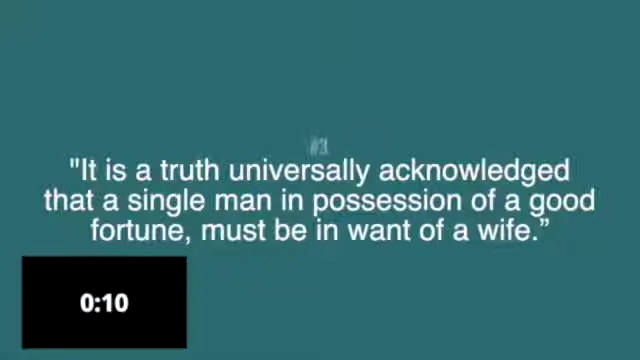 #3
"It is a truth universally acknowledged
that a single man in possession of a good
fortune, must be in want of a wife.”
0:10